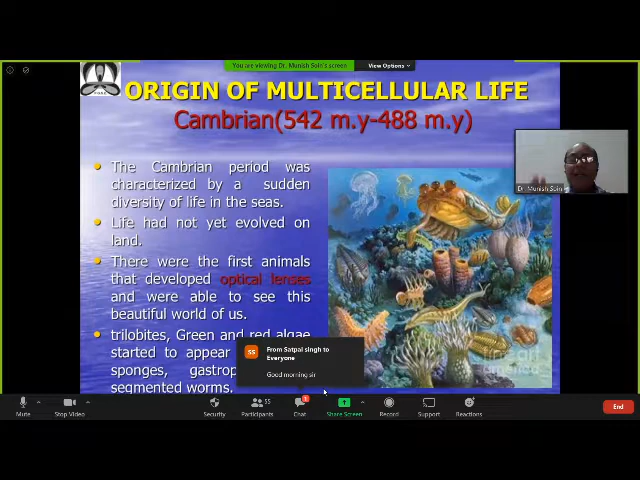 You are viewing Dr. Munish Soin's screen
View Options
ORIGIN OF MULTICELLULAR LIFE
Cambrian(542 m.y-488 m.y)
• The Cambrian period was
characterized by a sudden
diversity of life in the seas.
• Life had not yet evolved on
land.
• There were the first animals
that developed optical lenses
and were able to see this
beautiful world of us.
• trilobites, Green and red algae
started to appear
sponges,
segmented worms.
Dr. Munish Soin
SS
From Satpal singh to
Everyone
Good morning sir
Mute
Stop Video
Security
55
Participants
Chat
Share Screen
Record
Support
Reactions
End